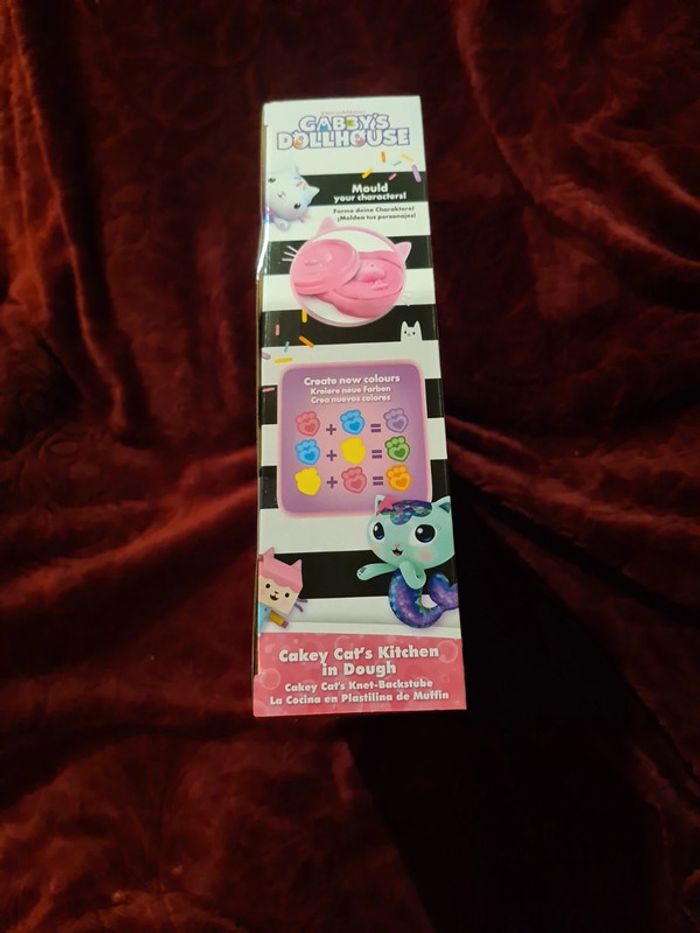 DreamWorks
GABBY'S
DOLLHOUSE
Mould
your characters!
Forme deine Charaktere!
¡Moldea tus personajes!
Create new colours
Kreiere neue Farben
Crea nuevos colores
+ =
+ =
+ =
Cakey Cat's Kitchen
in Dough
Cakey Cat's Knet-Backstube
La Cocina en Plastilina de Muffin